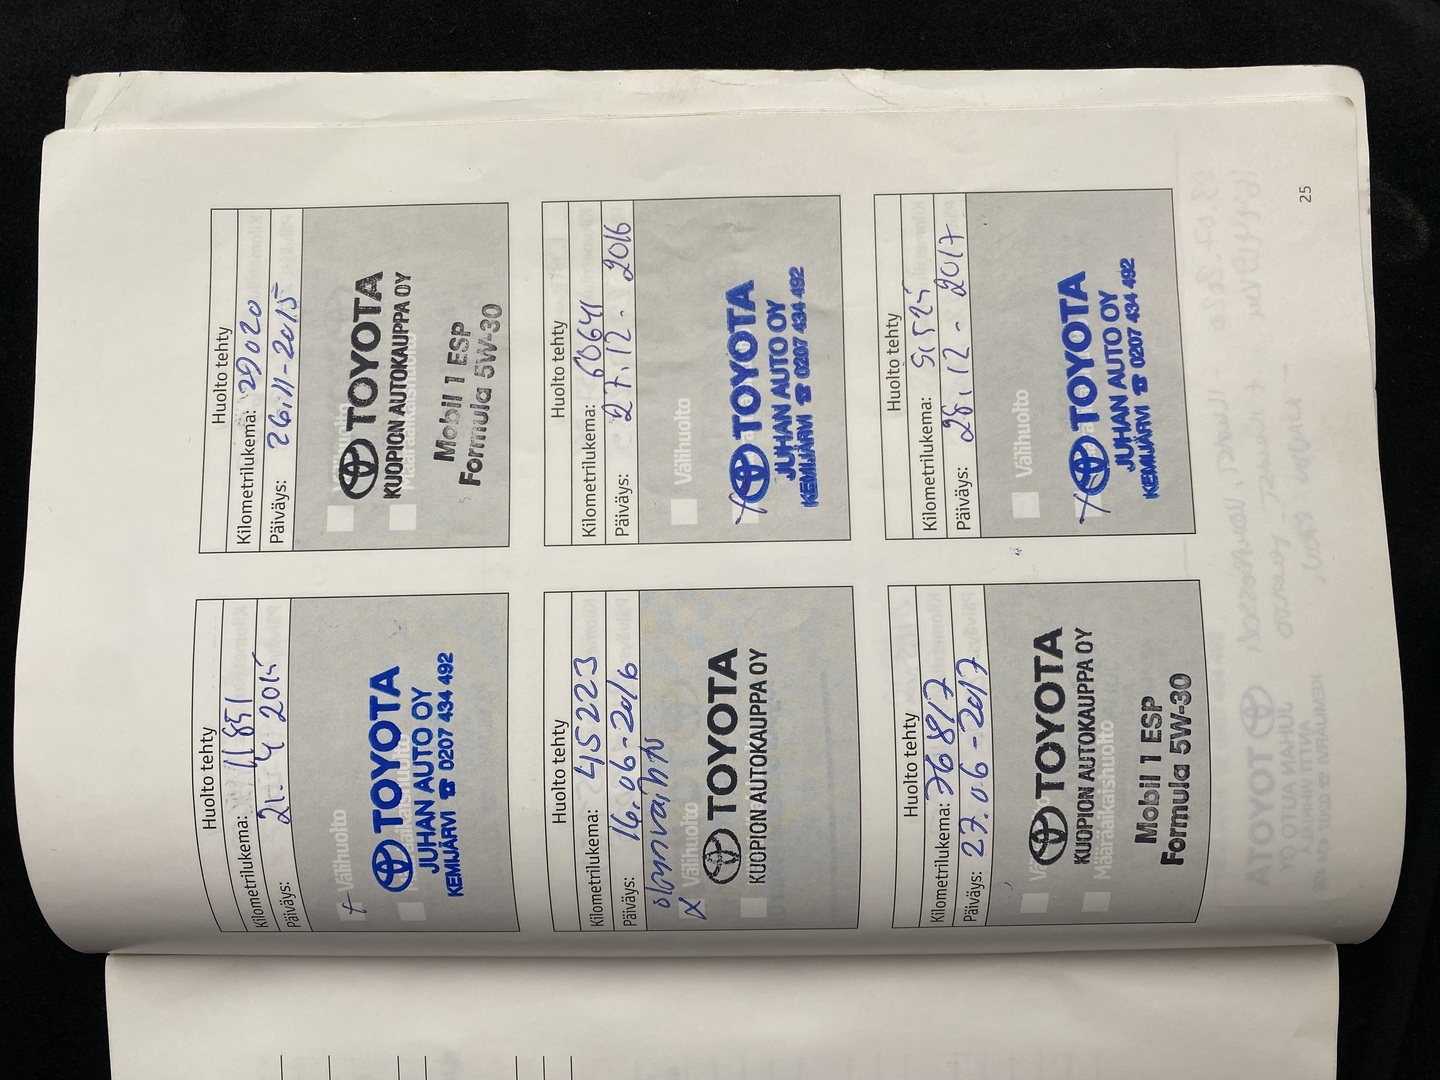 Huolto tehty
Kilometrilukema: 11851
Päiväys: 21. 4 2015
x Välihuolto
TOYOTA
JUHAN AUTO OY
KEMIJÄRVI ☎ 0207 434 492
Huolto tehty
Kilometrilukema: 29020
Päiväys: 26.11-2015
TOYOTA
KUOPION AUTOKAUPPA OY
Mobil 1 ESP
Formula 5W-30
Huolto tehty
Kilometrilukema: 45223
Päiväys: 16.06-2016
öljynvaihto
x Välihuolto
TOYOTA
KUOPION AUTOKAUPPA OY
Huolto tehty
Kilometrilukema: 60641
Päiväys: 27.12. 2016
Välihuolto
x TOYOTA
JUHAN AUTO OY
KEMIJÄRVI ☎ 0207 434 492
Huolto tehty
Kilometrilukema: 76817
Päiväys: 27.06-2017
TOYOTA
KUOPION AUTOKAUPPA OY
Määräaikaishuolto
Mobil 1 ESP
Formula 5W-30
Huolto tehty
Kilometrilukema:
Päiväys: 28.12-2017
Välihuolto
x TOYOTA
JUHAN AUTO OY
KEMIJÄRVI ☎ 0207 434 492
25